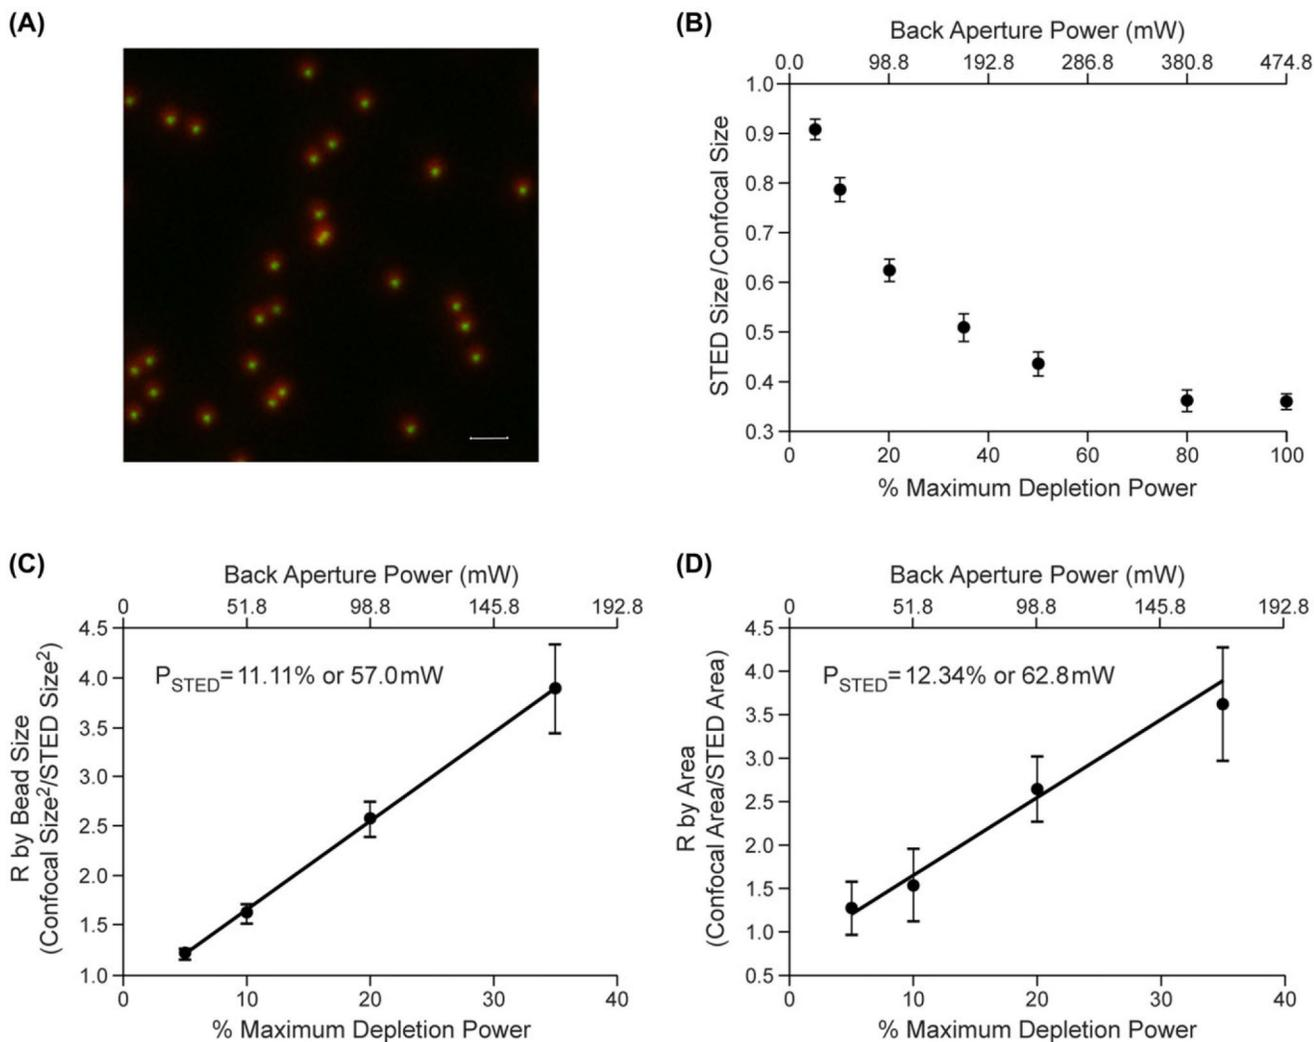 (A)
(B)
Back Aperture Power (mW)
0.0 98.8 192.8 286.8 380.8 474.8
STED Size/Confocal Size
1.0
0.9
0.8
0.7
0.6
0.5
0.4
0.3
0 20 40 60 80 100
% Maximum Depletion Power
(C)
Back Aperture Power (mW)
0 51.8 98.8 145.8 192.8
R by Bead Size
(Confocal Size²/STED Size²)
4.5
4.0
3.5
3.0
2.5
2.0
1.5
1.0
P_STED=11.11% or 57.0mW
0 10 20 30 40
% Maximum Depletion Power
(D)
Back Aperture Power (mW)
0 51.8 98.8 145.8 192.8
R by Area
(Confocal Area/STED Area)
4.5
4.0
3.5
3.0
2.5
2.0
1.5
1.0
0.5
P_STED=12.34% or 62.8mW
0 10 20 30 40
% Maximum Depletion Power